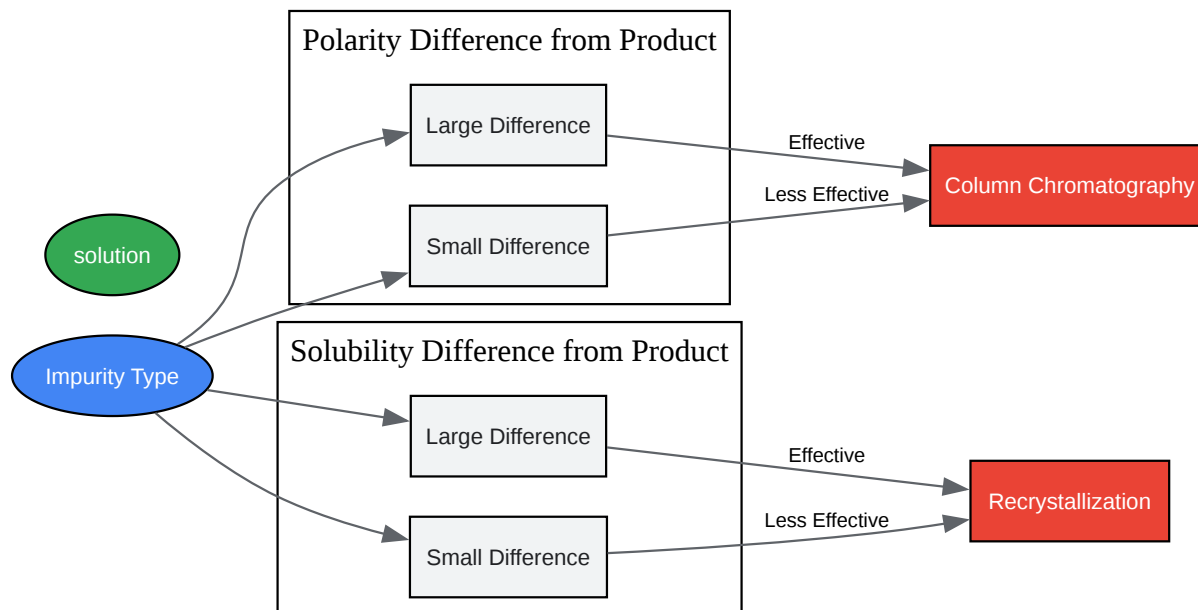 Polarity Difference from Product
Large Difference
Effective
Column Chromatography
Less Effective
Small Difference
solution
Impurity Type
Solubility Difference from Product
Large Difference
Effective
Recrystallization
Less Effective
Small Difference